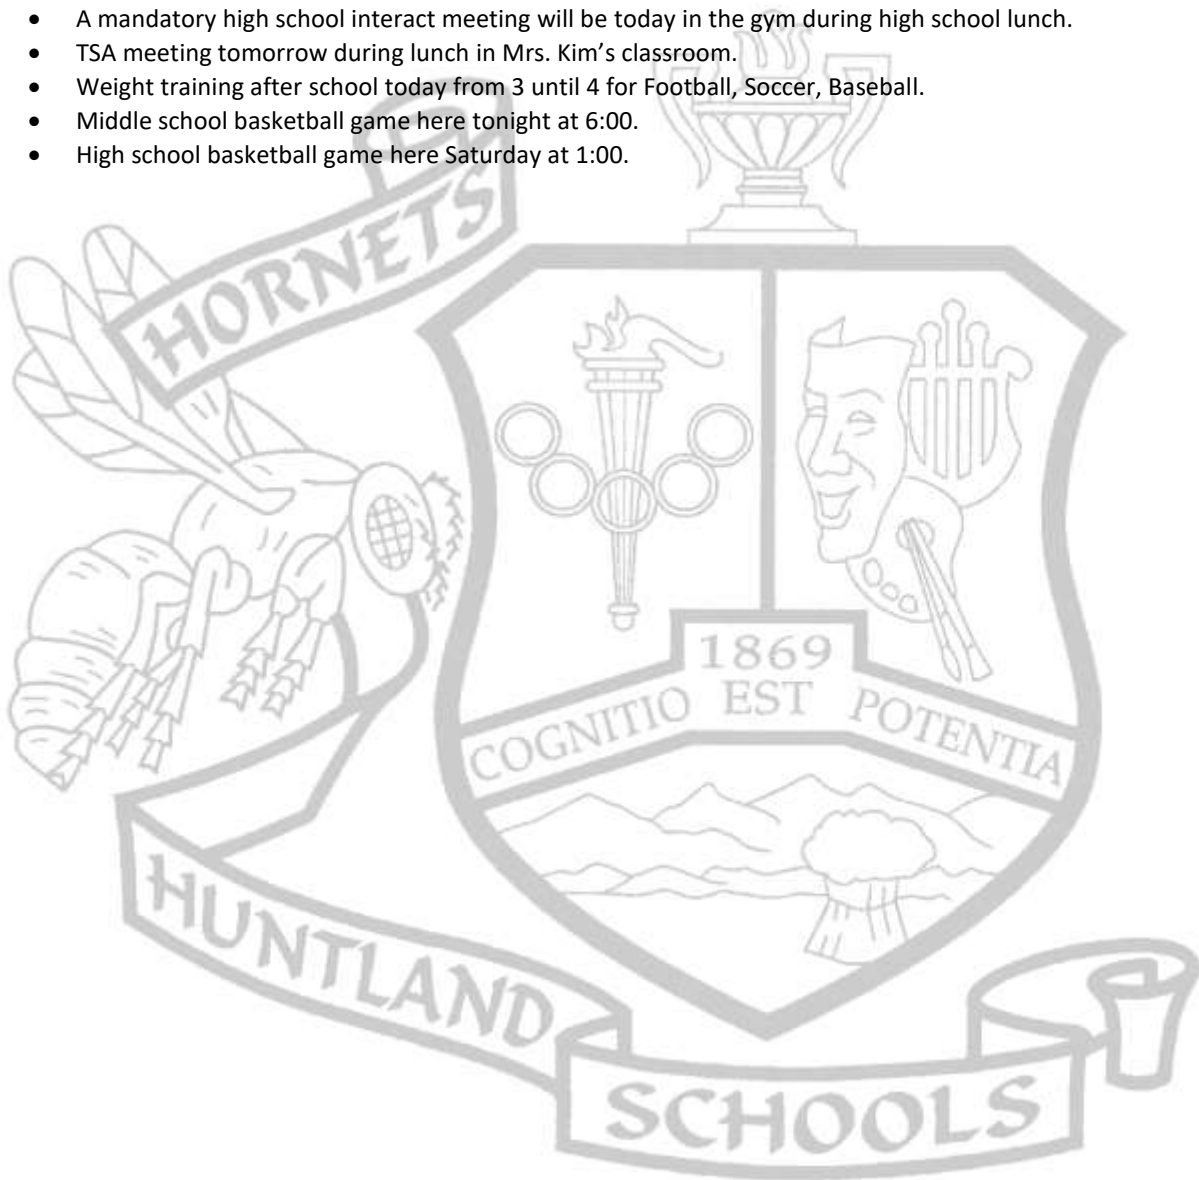 • A mandatory high school interact meeting will be today in the gym during high school lunch.
• TSA meeting tomorrow during lunch in Mrs. Kim’s classroom.
• Weight training after school today from 3 until 4 for Football, Soccer, Baseball.
• Middle school basketball game here tonight at 6:00.
• High school basketball game here Saturday at 1:00.
HORNETS
1869
COGNITIO EST POTENTIA
HUNTLAND
SCHOOLS